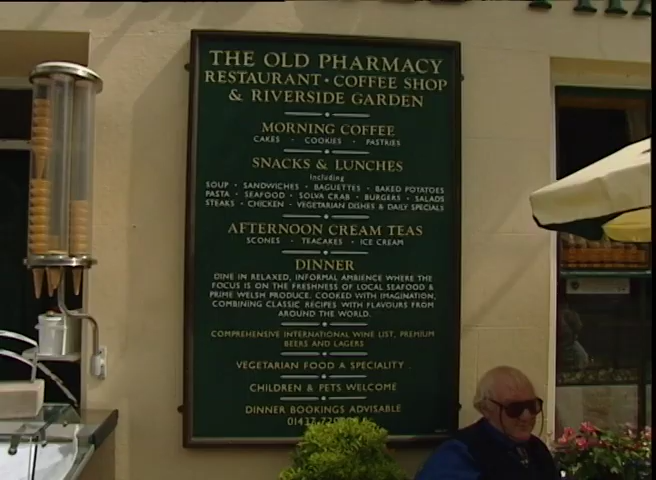 THE OLD PHARMACY
RESTAURANT · COFFEE SHOP
& RIVERSIDE GARDEN
MORNING COFFEE
CAKES · COOKIES · PASTRIES
SNACKS & LUNCHES
Including
SOUP · SANDWICHES · BAGUETTES · BAKED POTATOES
PASTA · SEAFOOD · SOLVA CRAB · BURGERS · SALADS
STEAKS · CHICKEN · VEGETARIAN DISHES & DAILY SPECIALS
AFTERNOON CREAM TEAS
SCONES · TEACAKES · ICE CREAM
DINNER
DINE IN RELAXED, INFORMAL AMBIENCE WHERE THE
FOCUS IS ON THE FRESHNESS OF LOCAL SEAFOOD &
PRIME WELSH PRODUCE, COOKED WITH IMAGINATION,
COMBINING CLASSIC RECIPES WITH FLAVOURS FROM
AROUND THE WORLD.
COMPREHENSIVE INTERNATIONAL WINE LIST, PREMIUM
BEERS AND LAGERS
VEGETARIAN FOOD A SPECIALITY
CHILDREN & PETS WELCOME
DINNER BOOKINGS ADVISABLE
01437